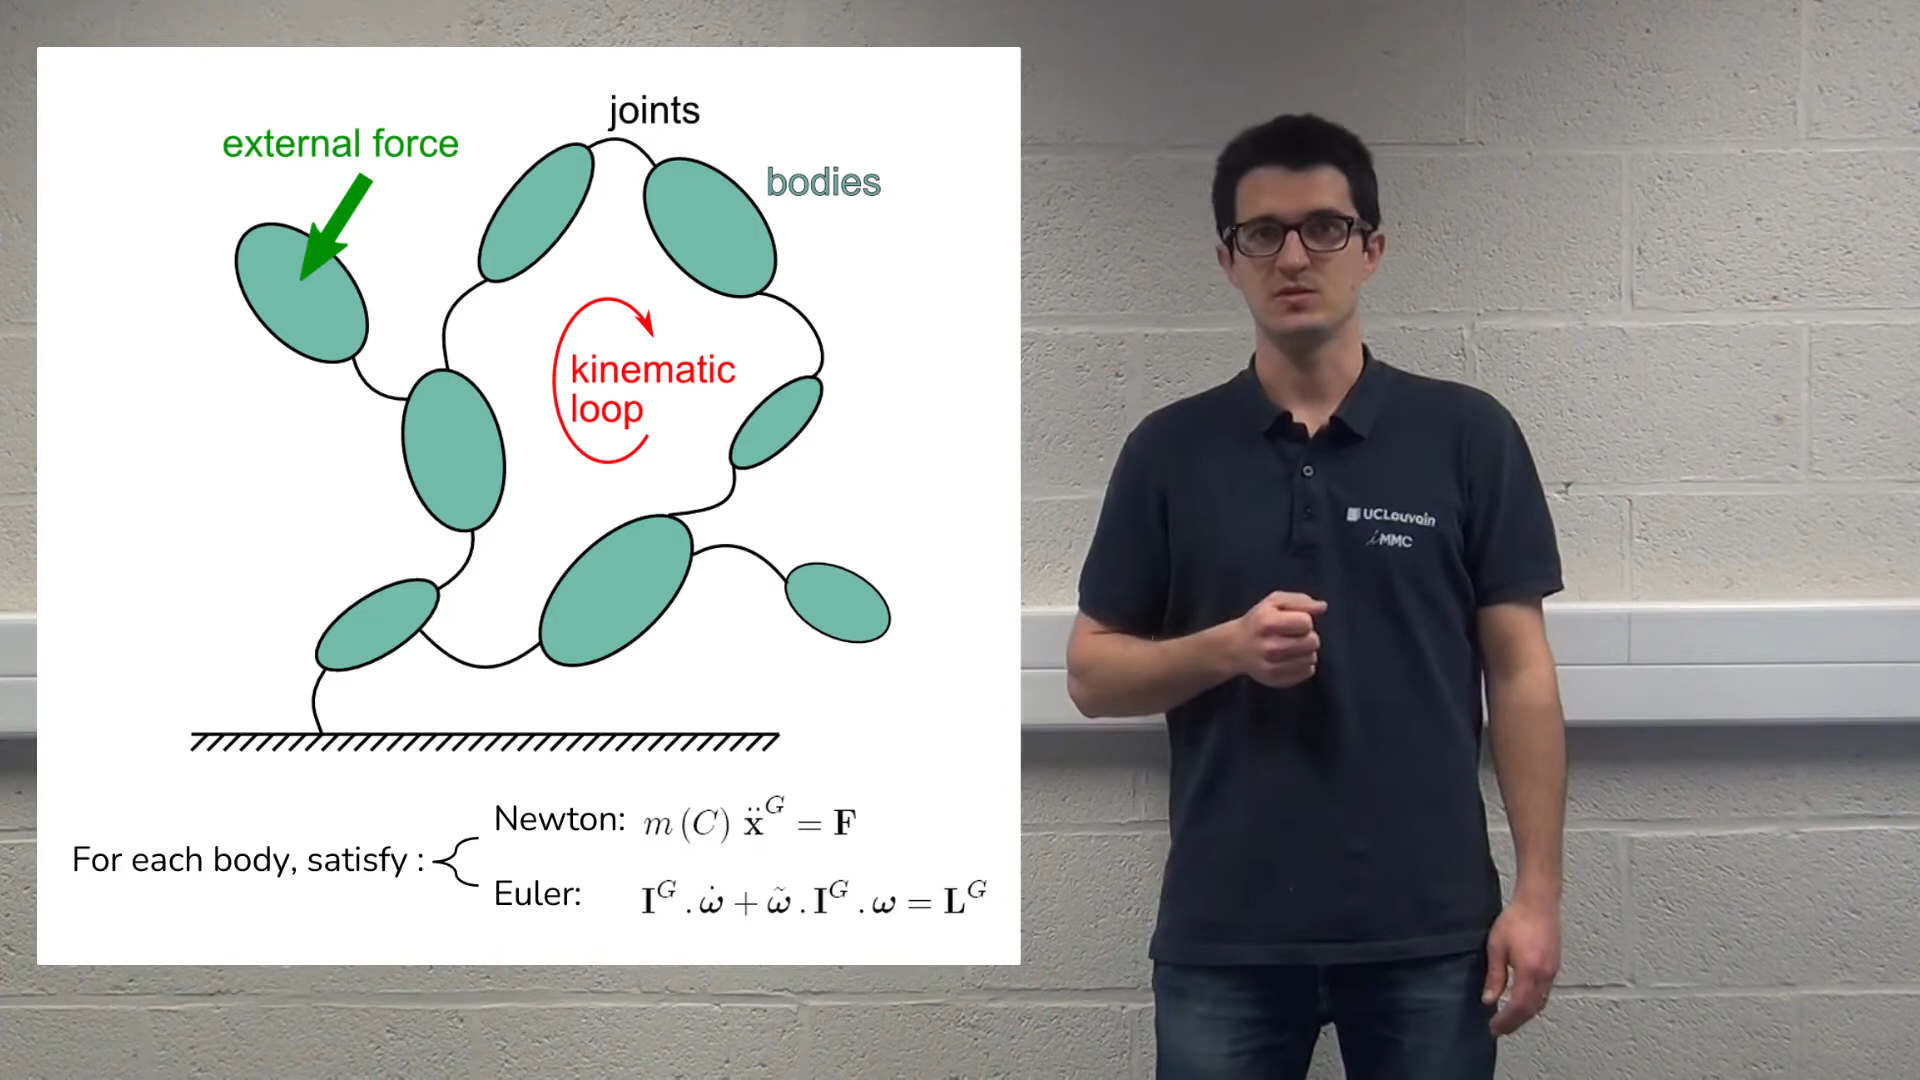 joints
external force
bodies
kinematic
loop
Newton: m (C) ẍ^G = F
For each body, satisfy :
Euler: I^G . ω̇ + ω̃ . I^G . ω = L^G
UCLouvain
iMMC